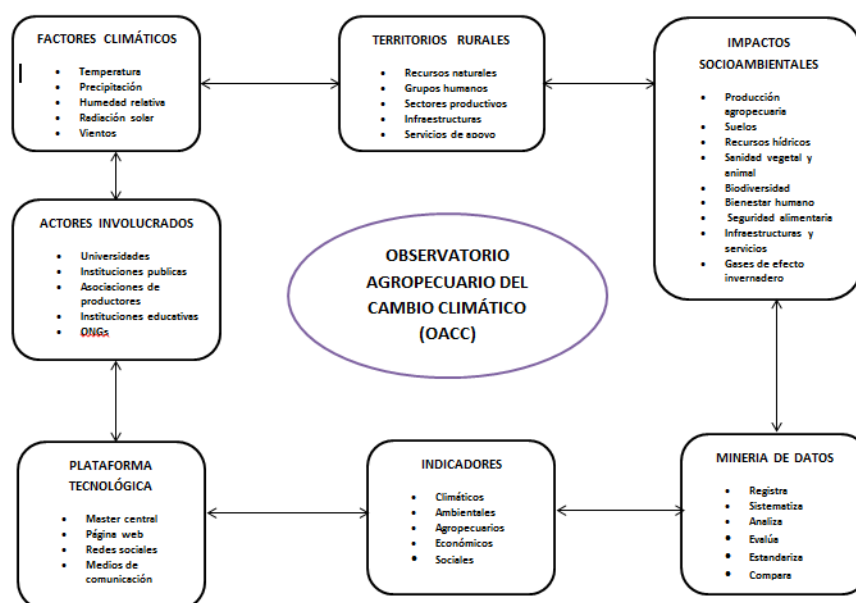 FACTORES CLIMÁTICOS
Temperatura
Precipitación
Humedad relativa
Radiación solar
Vientos
TERRITORIOS RURALES
Recursos naturales
Grupos humanos
Sectores productivos
Infraestructuras
Servicios de apoyo
IMPACTOS
SOCIOAMBIENTALES
Producción
agropecuaria
Suelos
Recursos hídricos
Sanidad vegetal y
animal
Biodiversidad
Bienestar humano
Seguridad alimentaria
Infraestructuras y
servicios
Gases de efecto
invernadero
ACTORES INVOLUCRADOS
Universidades
Instituciones publicas
Asociaciones de
productores
Instituciones educativas
ONGs
OBSERVATORIO
AGROPECUARIO DEL
CAMBIO CLIMÁTICO
(OACC)
PLATAFORMA
TECNOLÓGICA
Master central
Página web
Redes sociales
Medios de
comunicación
INDICADORES
Climáticos
Ambientales
Agropecuarios
Económicos
Sociales
MINERIA DE DATOS
Registra
Sistematiza
Analiza
Evalúa
Estandariza
Compara